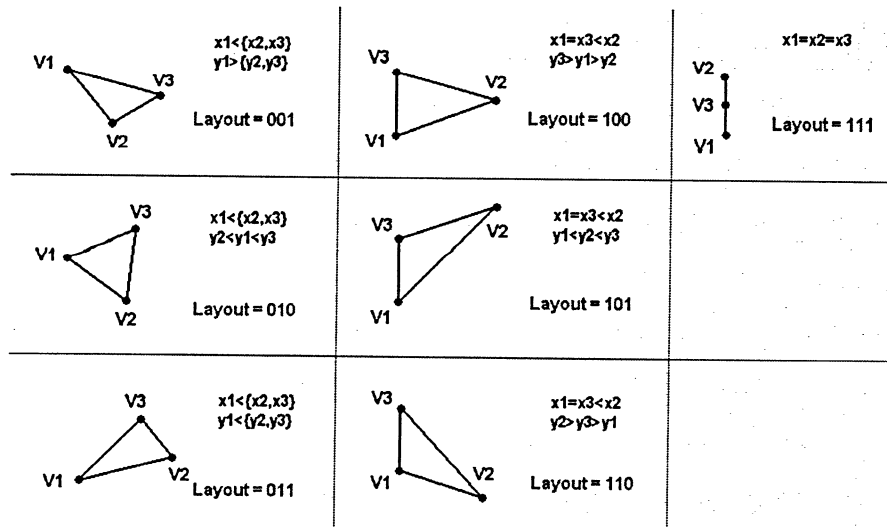 x1<{x2,x3}
y1>{y2,y3}
V1
V3
V2
Layout = 001
x1=x3<x2
y3>y1>y2
V3
V2
V1
Layout = 100
x1=x2=x3
V2
V3
V1
Layout = 111
x1<{x2,x3}
y2<y1<y3
V3
V1
V2
Layout = 010
x1=x3<x2
y1<y2<y3
V3
V2
V1
Layout = 101
x1<{x2,x3}
y1<{y2,y3}
V3
V2
V1
Layout = 011
x1=x3<x2
y2>y3>y1
V3
V2
V1
Layout = 110